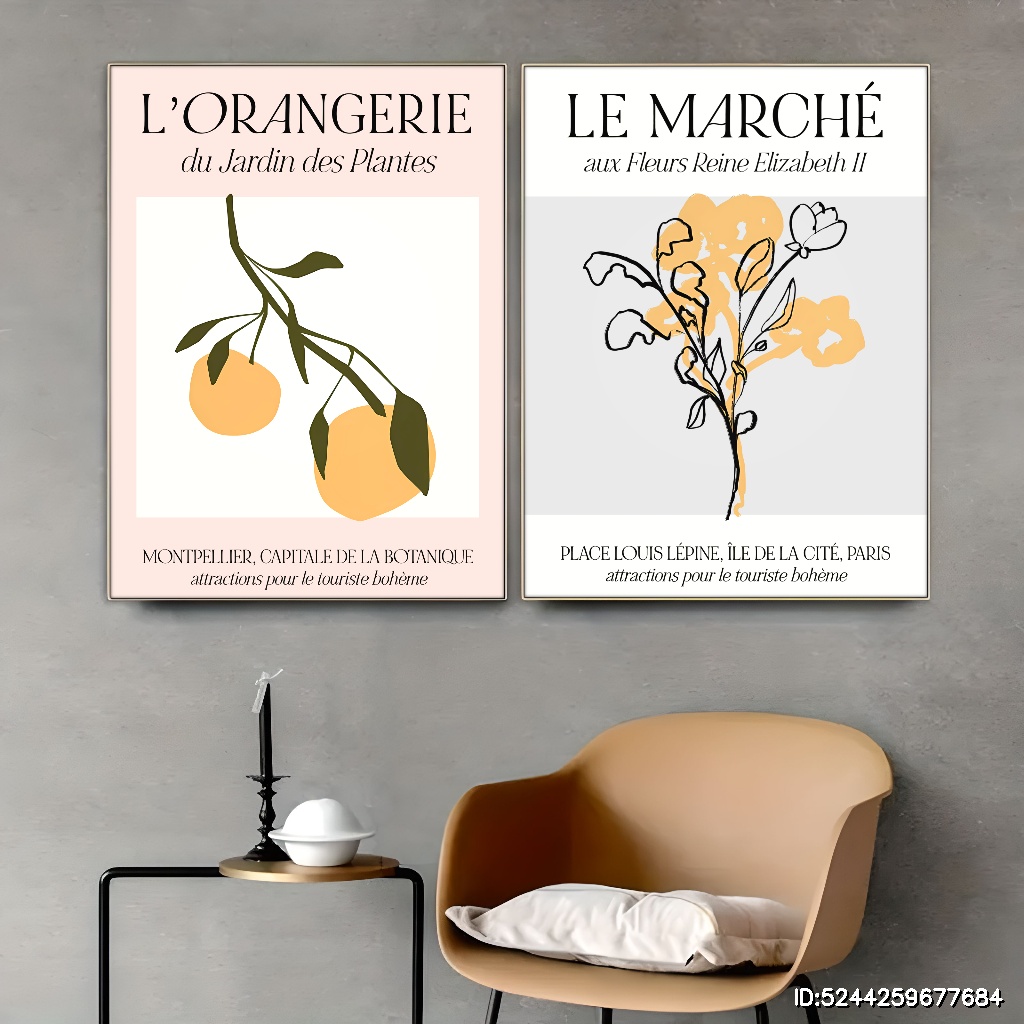 L'ORANGERIE
du Jardin des Plantes
MONTPELLIER, CAPITALE DE LA BOTANIQUE
attractions pour le touriste bohème
LE MARCHÉ
aux Fleurs Reine Elizabeth II
PLACE LOUIS LÉPINE, ÎLE DE LA CITÉ, PARIS
attractions pour le touriste bohème
ID:5244259677684